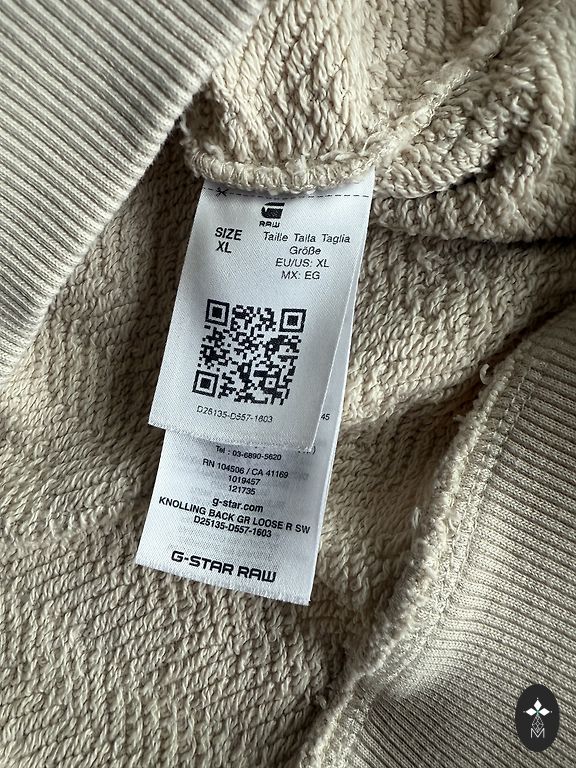 RAW
SIZE
XL
Taille Talla Taglia
Größe
EU/US: XL
MX: EG
D25135-D557-1603
45
Tel : 03-6890-5620
RN 104506 / CA 41169
1019457
121735
g-star.com
KNOLLING BACK GR LOOSE R SW
D25135-D557-1603
G-STAR RAW
M